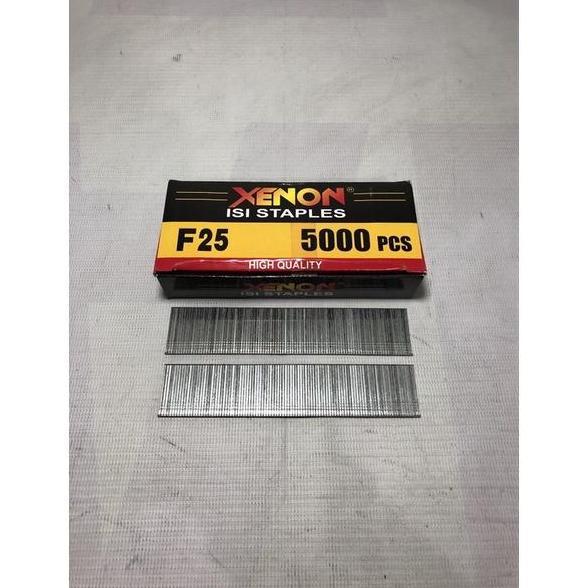 XENON®
ISI STAPLES
F25 5000 PCS
HIGH QUALITY
ISI STAPLES